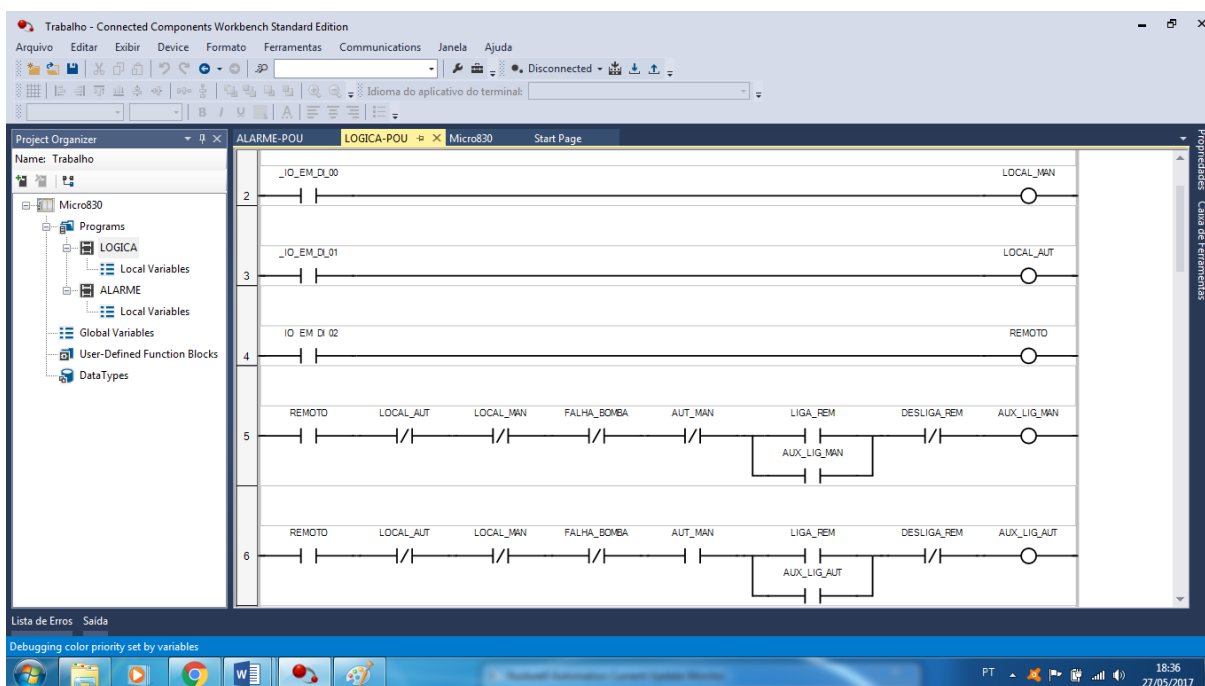 Trabalho - Connected Components Workbench Standard Edition
Arquivo Editar Exibir Device Formato Ferramentas Communications Janela Ajuda
Disconnected
Idioma do aplicativo do terminal:
B I U A
Project Organizer
Name: Trabalho
Micro830
Programs
LOGICA
Local Variables
ALARME
Local Variables
Global Variables
User-Defined Function Blocks
DataTypes
ALARME-POU LOGICA-POU Micro830 Start Page
_IO_EM_DI_00 LOCAL_MAN
2
_IO_EM_DI_01 LOCAL_AUT
3
IO EM DI 02 REMOTO
4
REMOTO LOCAL_AUT LOCAL_MAN FALHA_BOMBA AUT_MAN LIGA_REM DESLIGA_REM AUX_LIG_MAN
5
AUX_LIG_MAN
REMOTO LOCAL_AUT LOCAL_MAN FALHA_BOMBA AUT_MAN LIGA_REM DESLIGA_REM AUX_LIG_AUT
6
AUX_LIG_AUT
Propriedades
Caixa de Ferramentas
Lista de Erros Saída
Debugging color priority set by variables
W
PT
18:36
27/05/2017